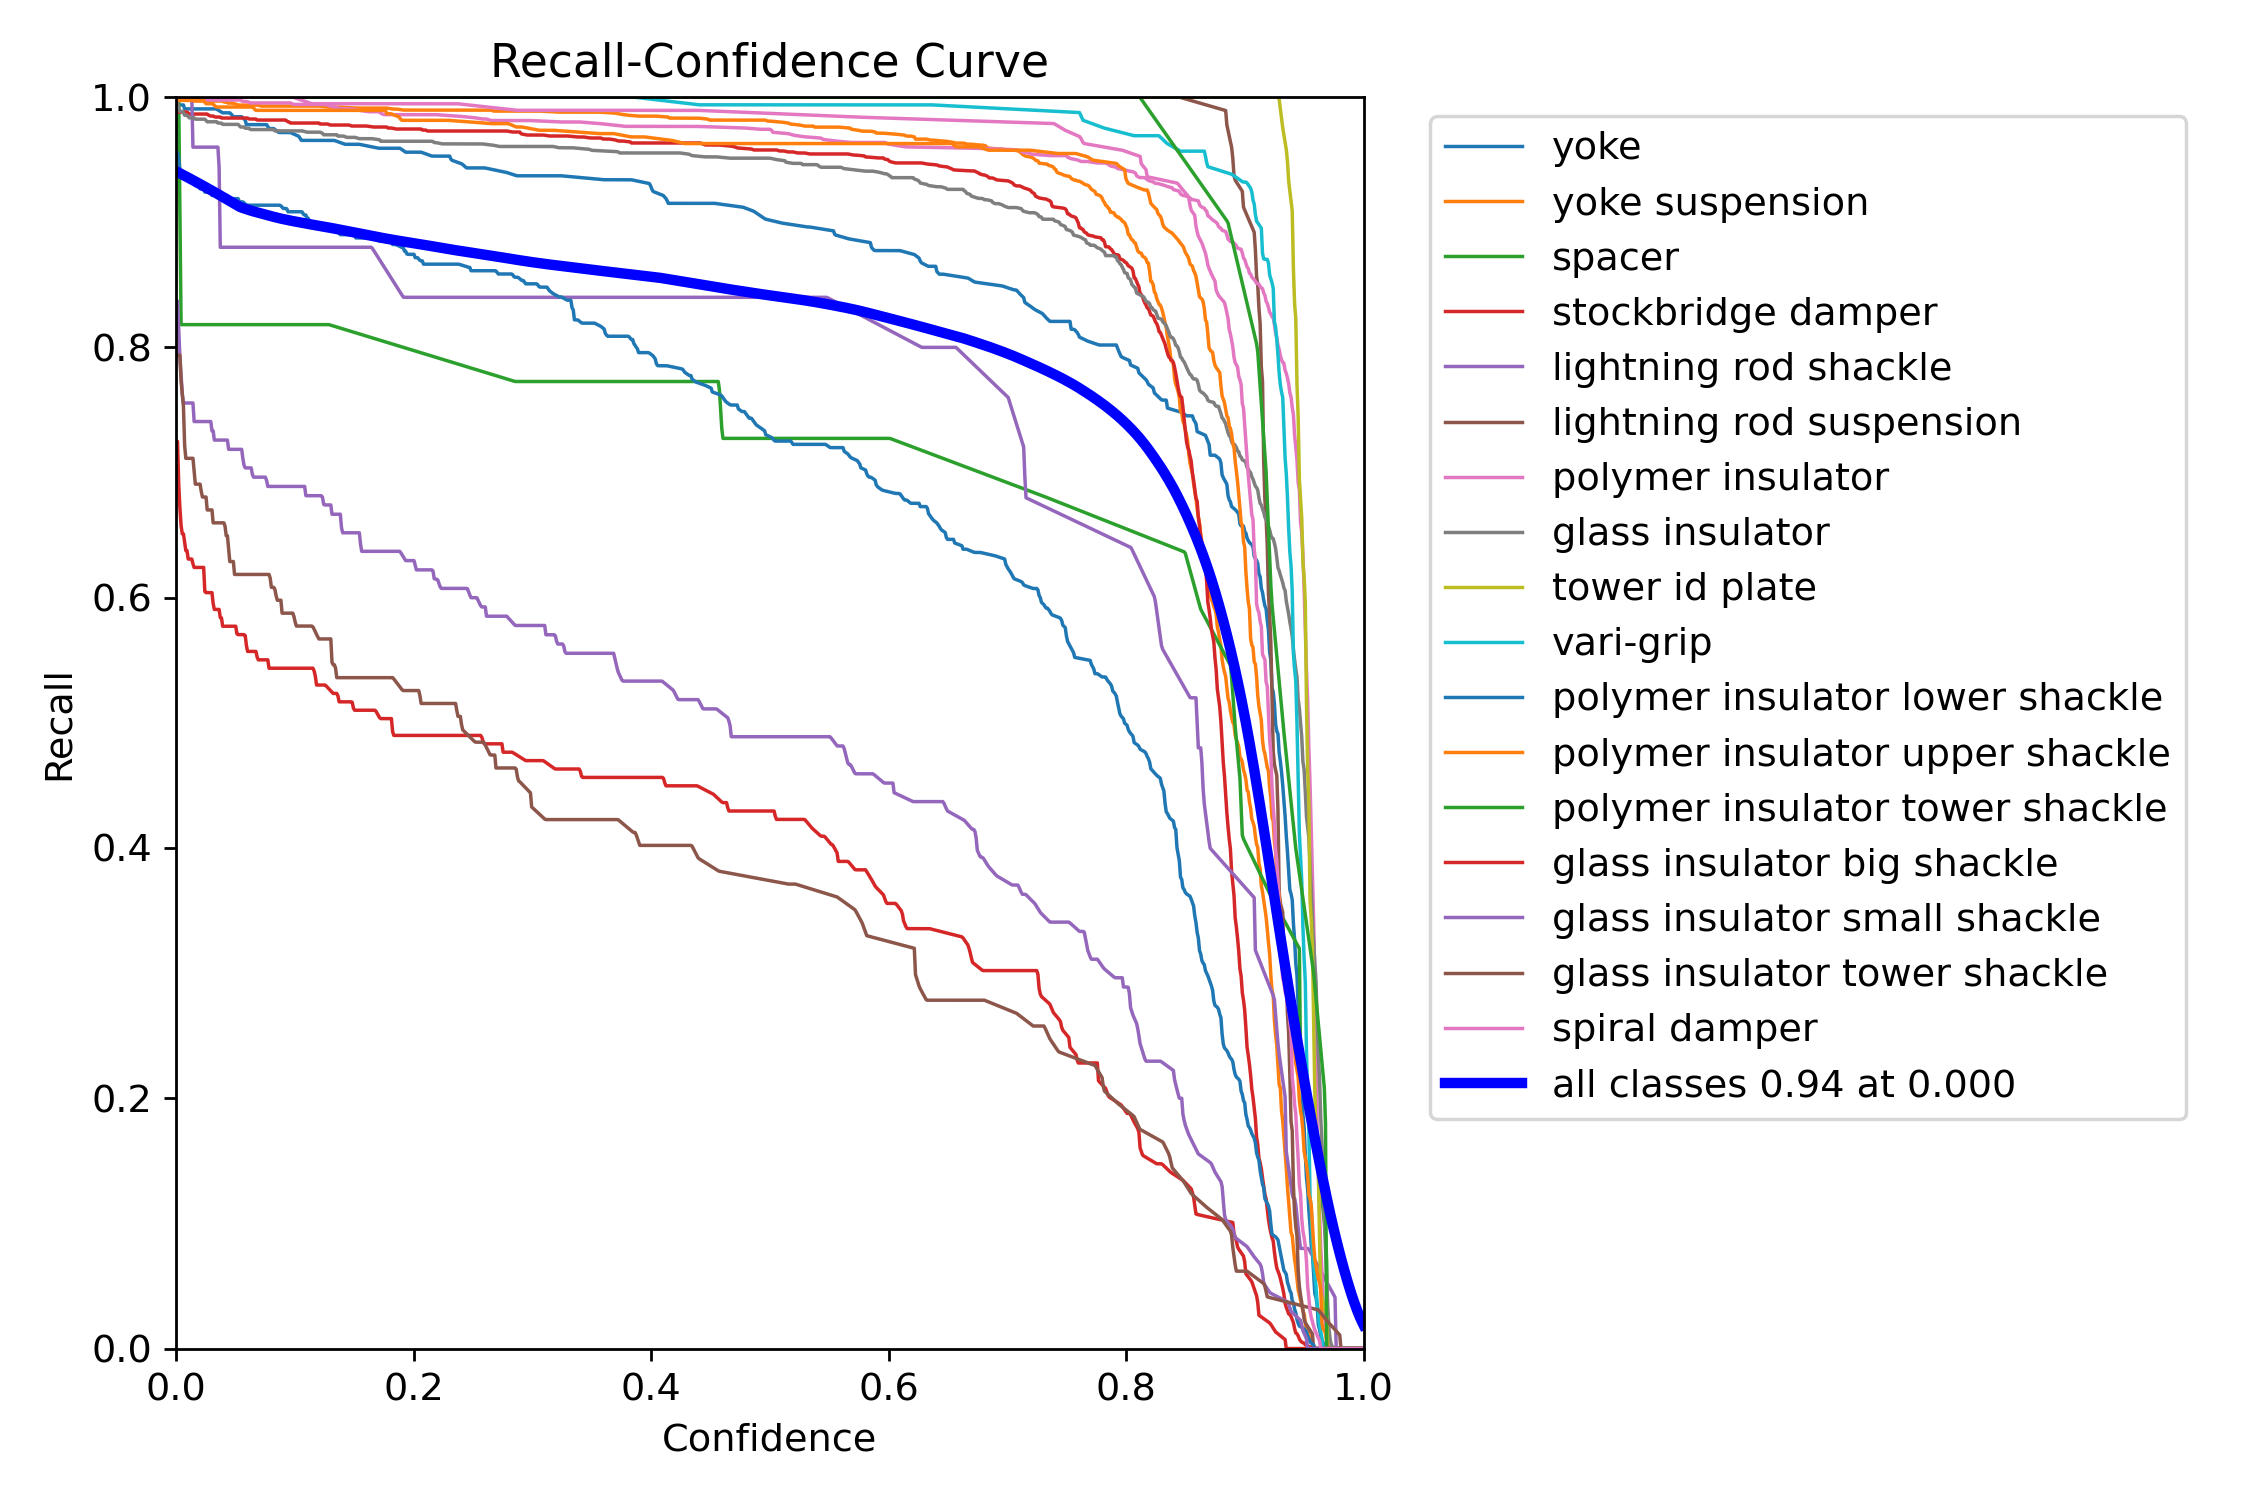 Recall-Confidence Curve
1.0
0.8
0.6
0.4
0.2
0.0
Recall
0.0 0.2 0.4 0.6 0.8 1.0
Confidence
yoke
yoke suspension
spacer
stockbridge damper
lightning rod shackle
lightning rod suspension
polymer insulator
glass insulator
tower id plate
vari-grip
polymer insulator lower shackle
polymer insulator upper shackle
polymer insulator tower shackle
glass insulator big shackle
glass insulator small shackle
glass insulator tower shackle
spiral damper
all classes 0.94 at 0.000